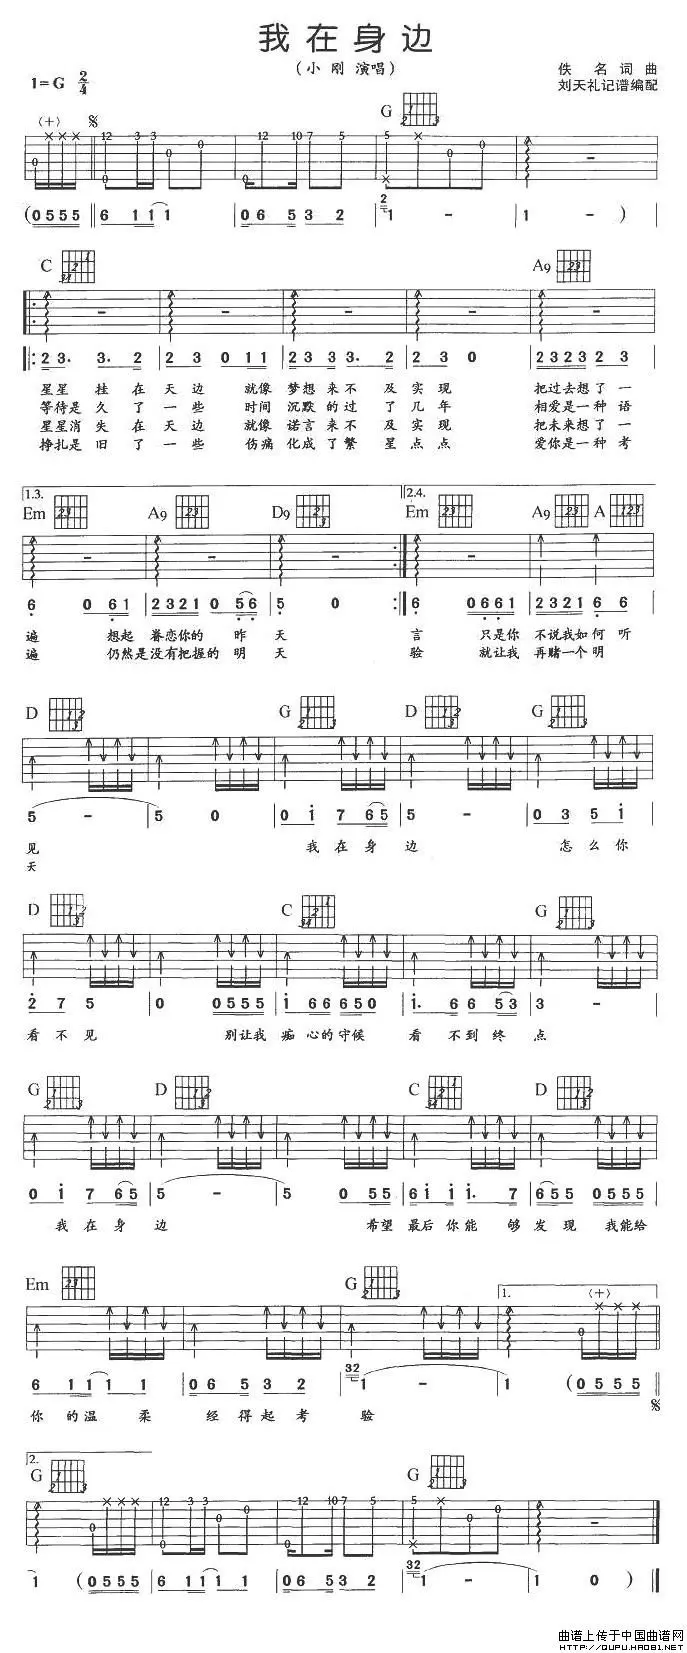 我在身边
(小刚 演唱)
1=G 2/4
佚 名 词 曲
刘天礼记谱编配
G
(0555 6 111 0 6 5 3 2 1 - 1 - )
C A9
2 3. 3. 2 2 3 0 1 1 2 3 3 3. 2 2 3 0 2 3 2 3 2 3
星星 挂 在 天边 就像 梦想 来不 及 实现 把过去想了一
等待是 久 了 一些 时间 沉默的过 了 几年 相爱是一种语
星星消 失 在 天边 就像 诺言 来不 及 实现 把未来想了一
挣扎是 旧 了 一些 伤痛 化成了繁 星 点点 爱你是一种考
1.3. 2.4.
Em A9 D9 Em A9 A
6 0 6 1 2 3 2 1 0 5 6 5 0 6 0 6 6 1 2 3 2 1 6 6
遍 想起 眷恋你的 昨 天 言 只是你 不说我如何听
遍 仍然是没有把握的明 天 验 就让我 再赌一个明
D G D G
5 - 5 0 0 1 7 6 5 5 - 0 3 5 1
见 我在身 边 怎么你
天
D C G
2 7 5 0 0 5 5 5 1 6 6 6 5 0 1. 6 6 5 3 3 -
看不见 别让我 痴心的守候 看 不到终 点
G D C D
0 1 7 6 5 5 - 5 0 5 5 6 1 1 1. 7 6 5 5 0 5 5 5
我在身 边 希望 最后你能 够 发现 我能给
Em G 1.
6 1 1 1 1 0 6 5 3 2 1 - 1 (0 5 5 5
你的温 柔 经得起考 验
2.
G G
1 (0 5 5 5 6 1 1 1 0 6 5 3 2 1 - 1 0 )
曲谱上传于中国曲谱网
http://QUPU.HAO81.NET